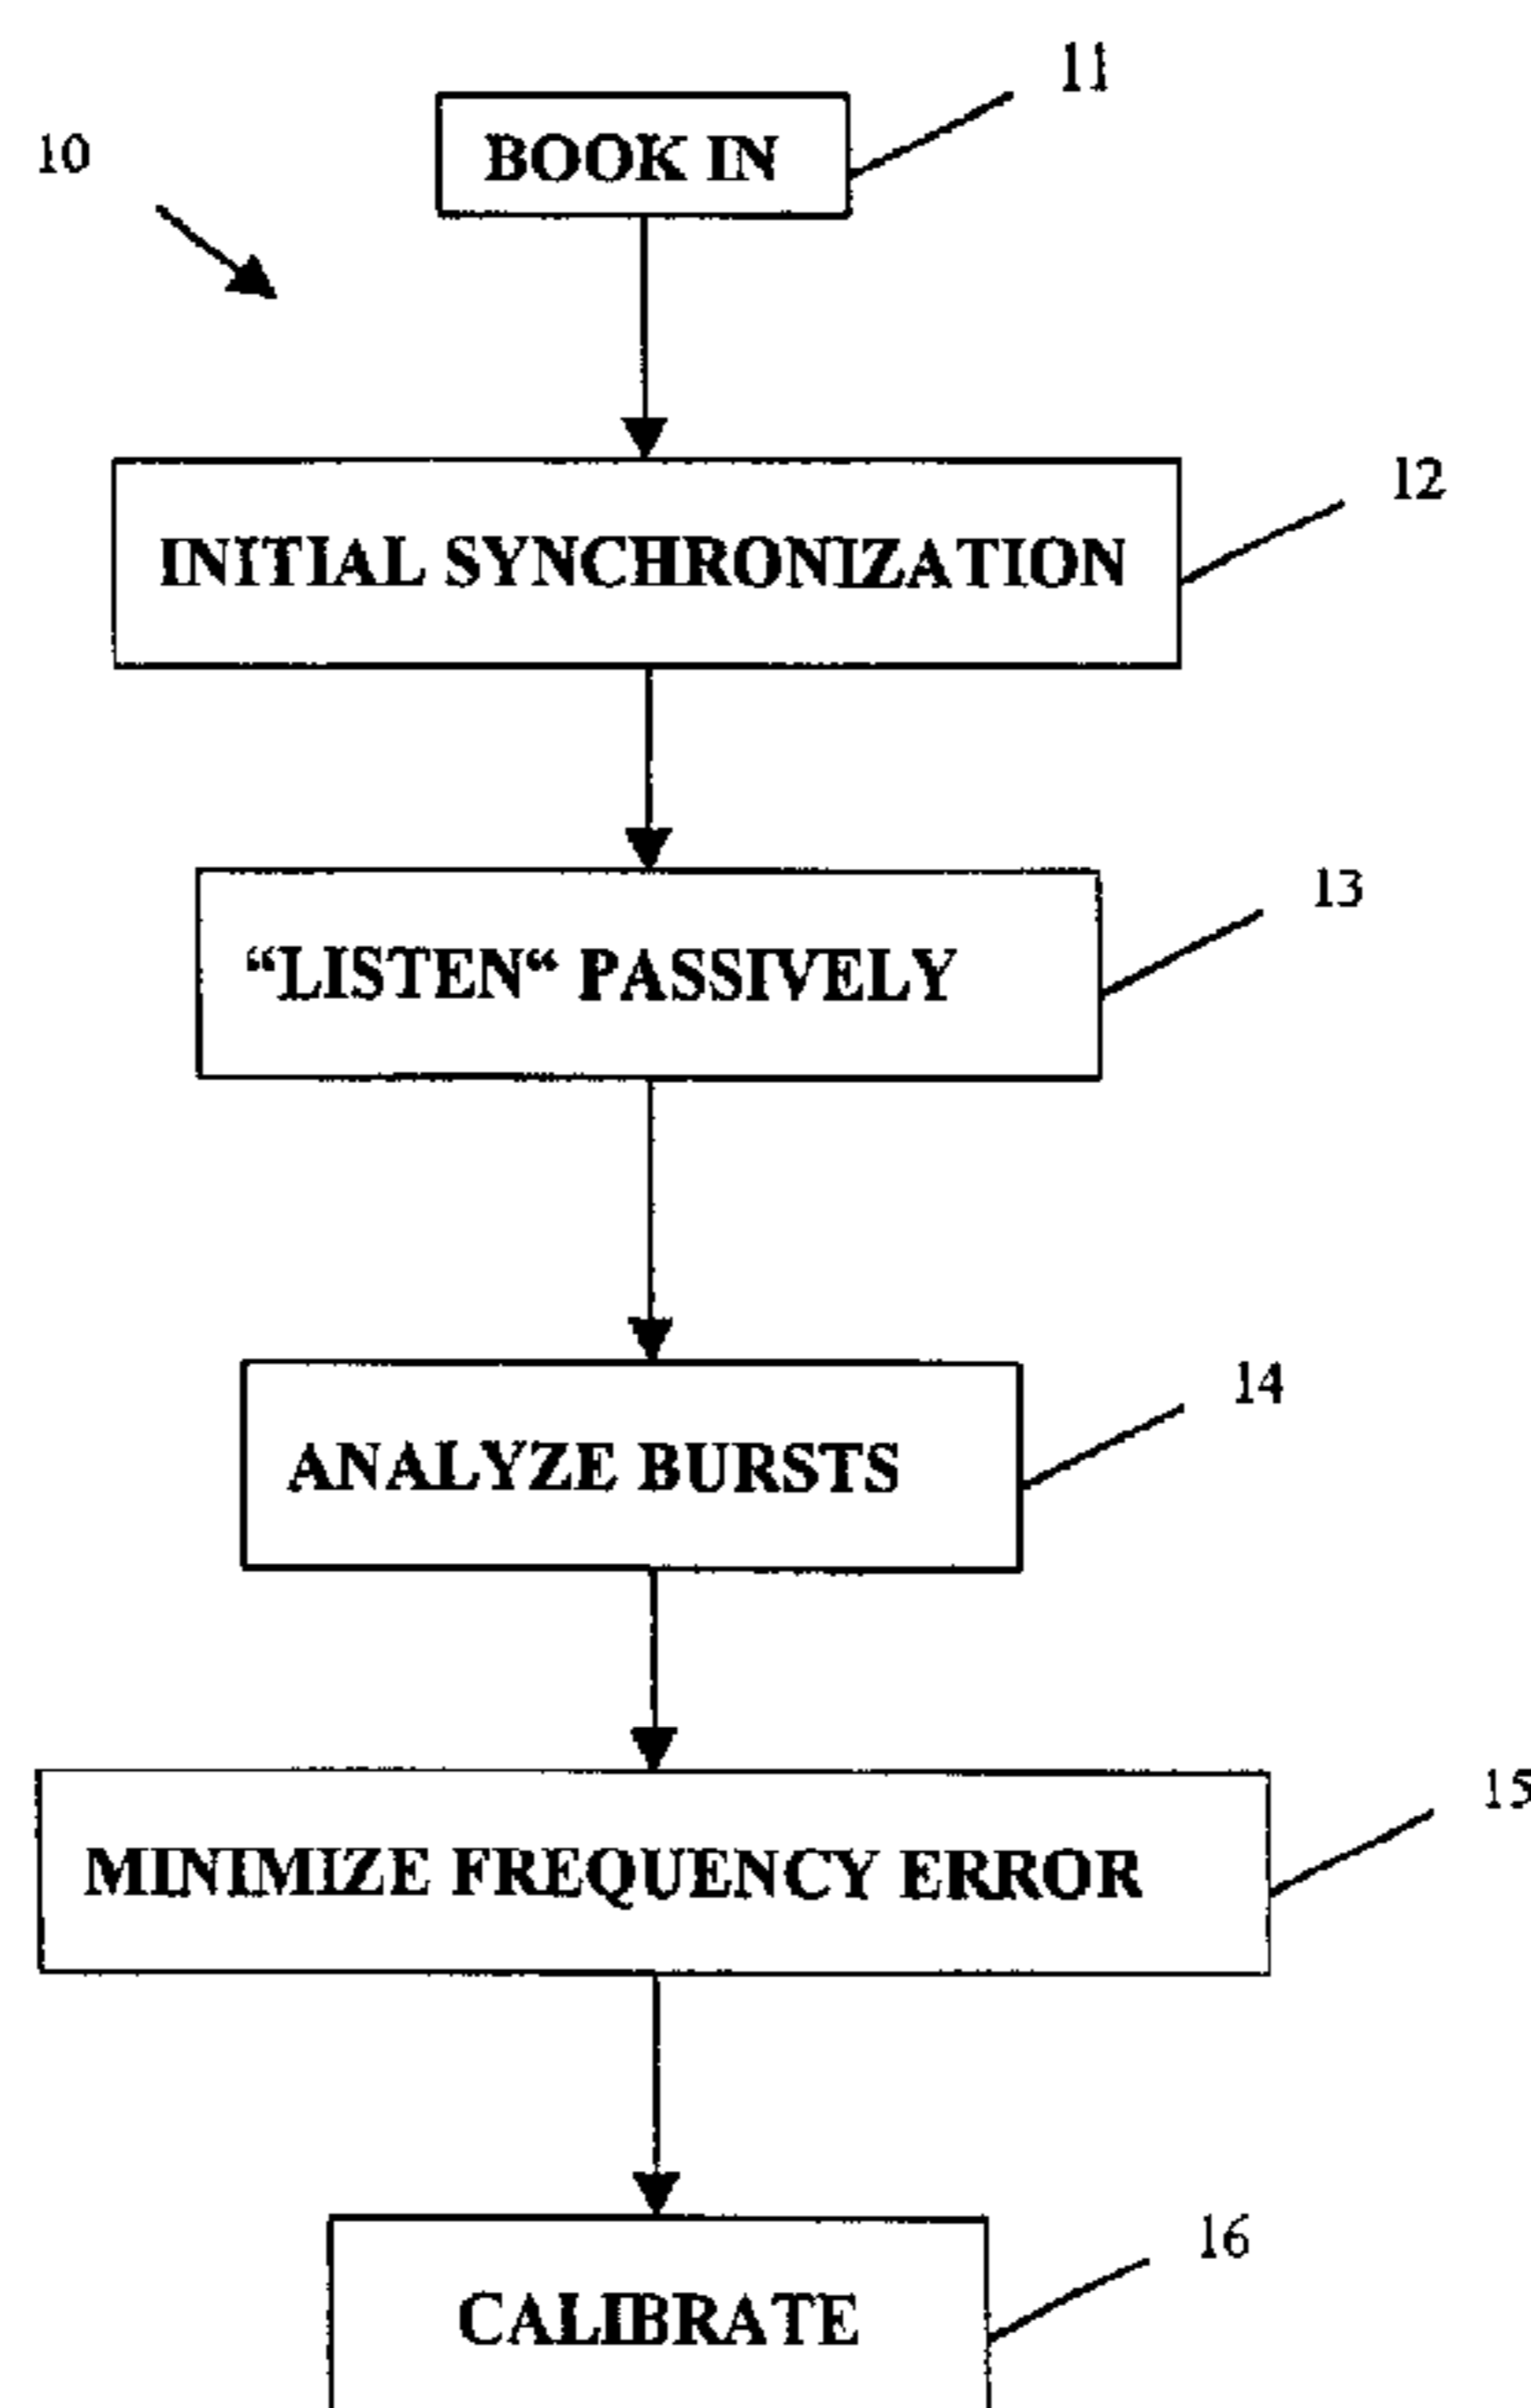 11
10
BOOK IN
12
INITIAL SYNCHRONIZATION
13
“LISTEN“ PASSIVELY
14
ANALYZE BURSTS
15
MINIMIZE FREQUENCY ERROR
16
CALIBRATE